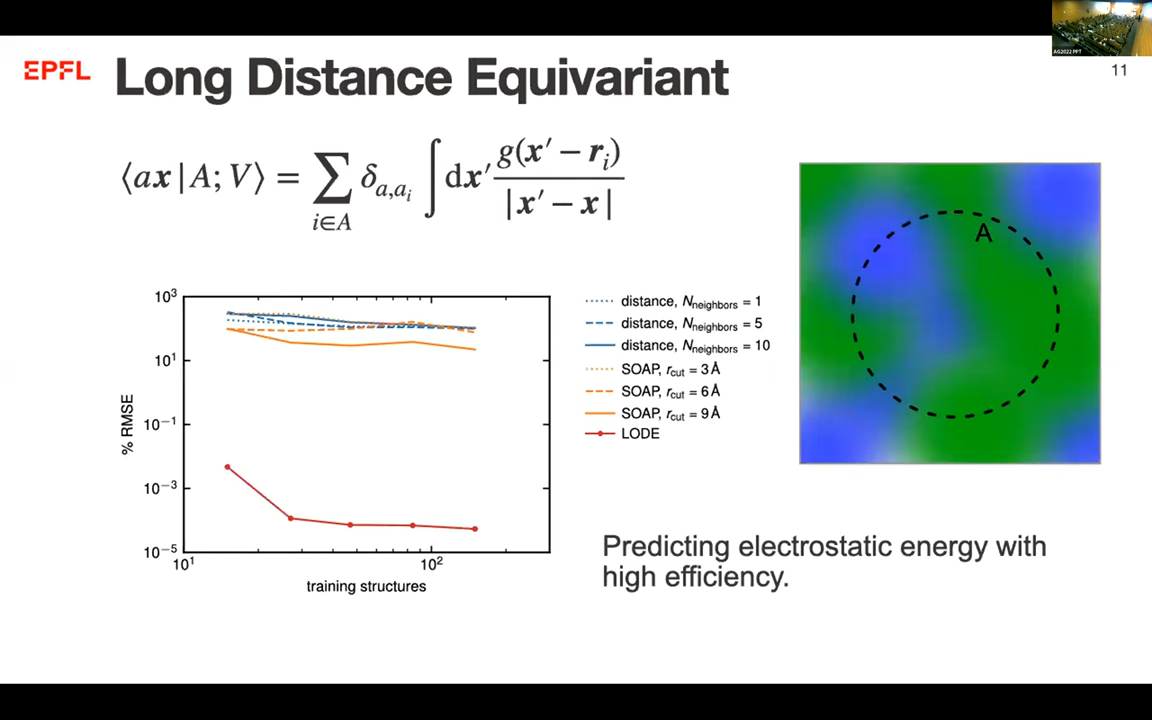 AG2022 PPT
EPFL
Long Distance Equivariant
11
⟨ax|A; V⟩ = ∑_{i∈A} δ_{a,a_i} ∫ dx′ g(x′ − r_i) / |x′ − x|
A
10³
10¹
10⁻¹
10⁻³
10⁻⁵
% RMSE
10¹
10²
training structures
distance, N_neighbors = 1
distance, N_neighbors = 5
distance, N_neighbors = 10
SOAP, r_cut = 3 Å
SOAP, r_cut = 6 Å
SOAP, r_cut = 9 Å
LODE
Predicting electrostatic energy with
high efficiency.